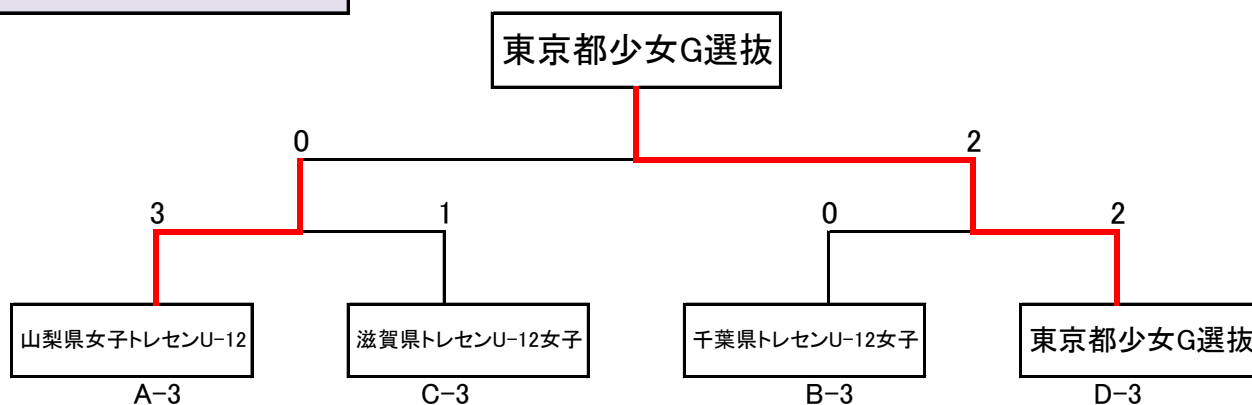 東京都少女G選抜
0
2
3
1
0
2
山梨県女子トレセンU-12
滋賀県トレセンU-12女子
千葉県トレセンU-12女子
東京都少女G選抜
A-3
C-3
B-3
D-3